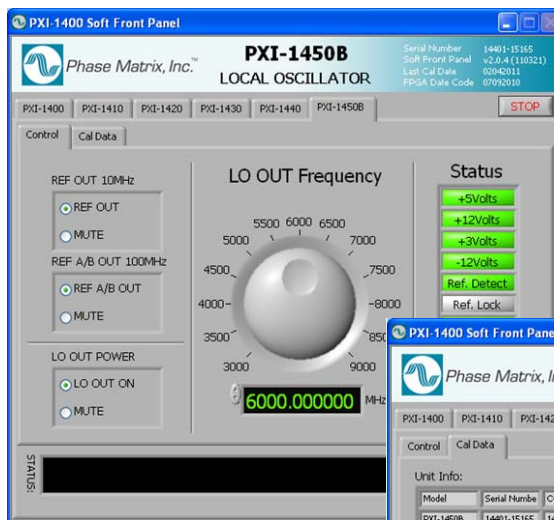 PXI-1400 Soft Front Panel
Phase Matrix, Inc.™
PXI-1450B
LOCAL OSCILLATOR
Serial Number 14401-15165
Soft Front Panel v2.0.4 (110321)
Last Cal Date 02042011
FPGA Date Code 07092010
PXI-1400 PXI-1410 PXI-1420 PXI-1430 PXI-1440 PXI-1450B STOP
Control Cal Data
REF OUT 10MHz
REF OUT
MUTE
REF A/B OUT 100MHz
REF A/B OUT
MUTE
LO OUT POWER
LO OUT ON
MUTE
LO OUT Frequency
5500 6000 6500
5000 7000
4500 7500
4000 8000
3500 850
3000 9000
6000.000000 MHz
Status
+5Volts
+12Volts
+3Volts
-12Volts
Ref. Detect
Ref. Lock
STATUS:
PXI-1400 Soft Front Pane
Phase Matrix, I
PXI-1400 PXI-1410 PXI-142
Control Cal Data
Unit Info:
Model Serial Numbe
PXI-1450B 14401-15165